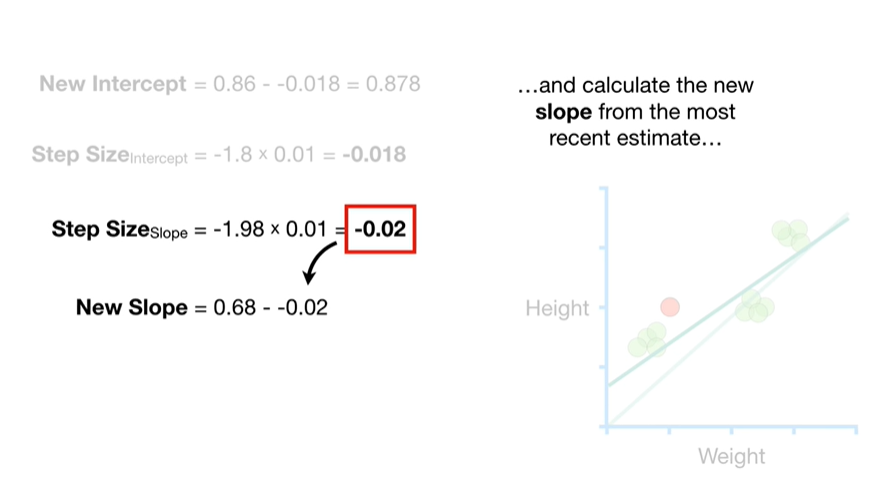 New Intercept = 0.86 - -0.018 = 0.878
Step SizeIntercept = -1.8 × 0.01 = -0.018
Step SizeSlope = -1.98 × 0.01 = -0.02
New Slope = 0.68 - -0.02
…and calculate the new
slope from the most
recent estimate…
Height
Weight